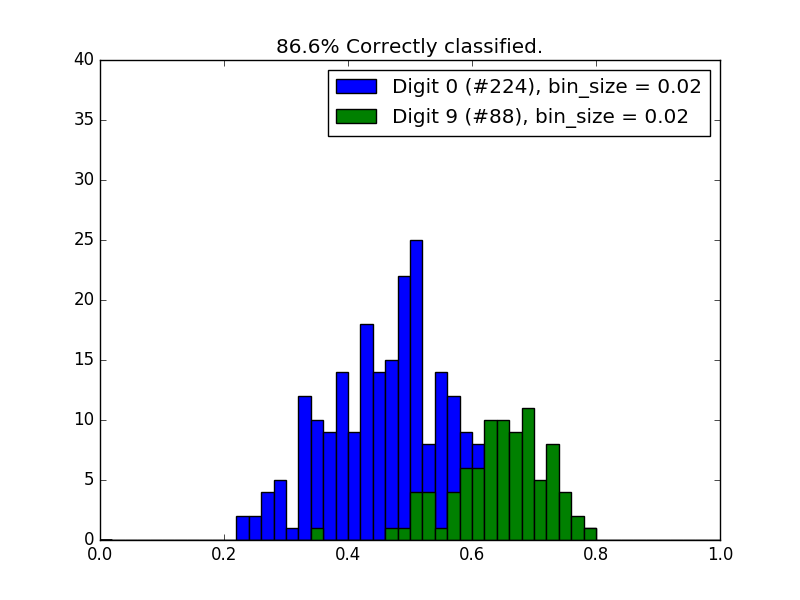 86.6% Correctly classified.
40
Digit 0 (#224), bin_size = 0.02
35
Digit 9 (#88), bin_size = 0.02
30
25
20
15
10
5
0
0.0 0.2 0.4 0.6 0.8 1.0